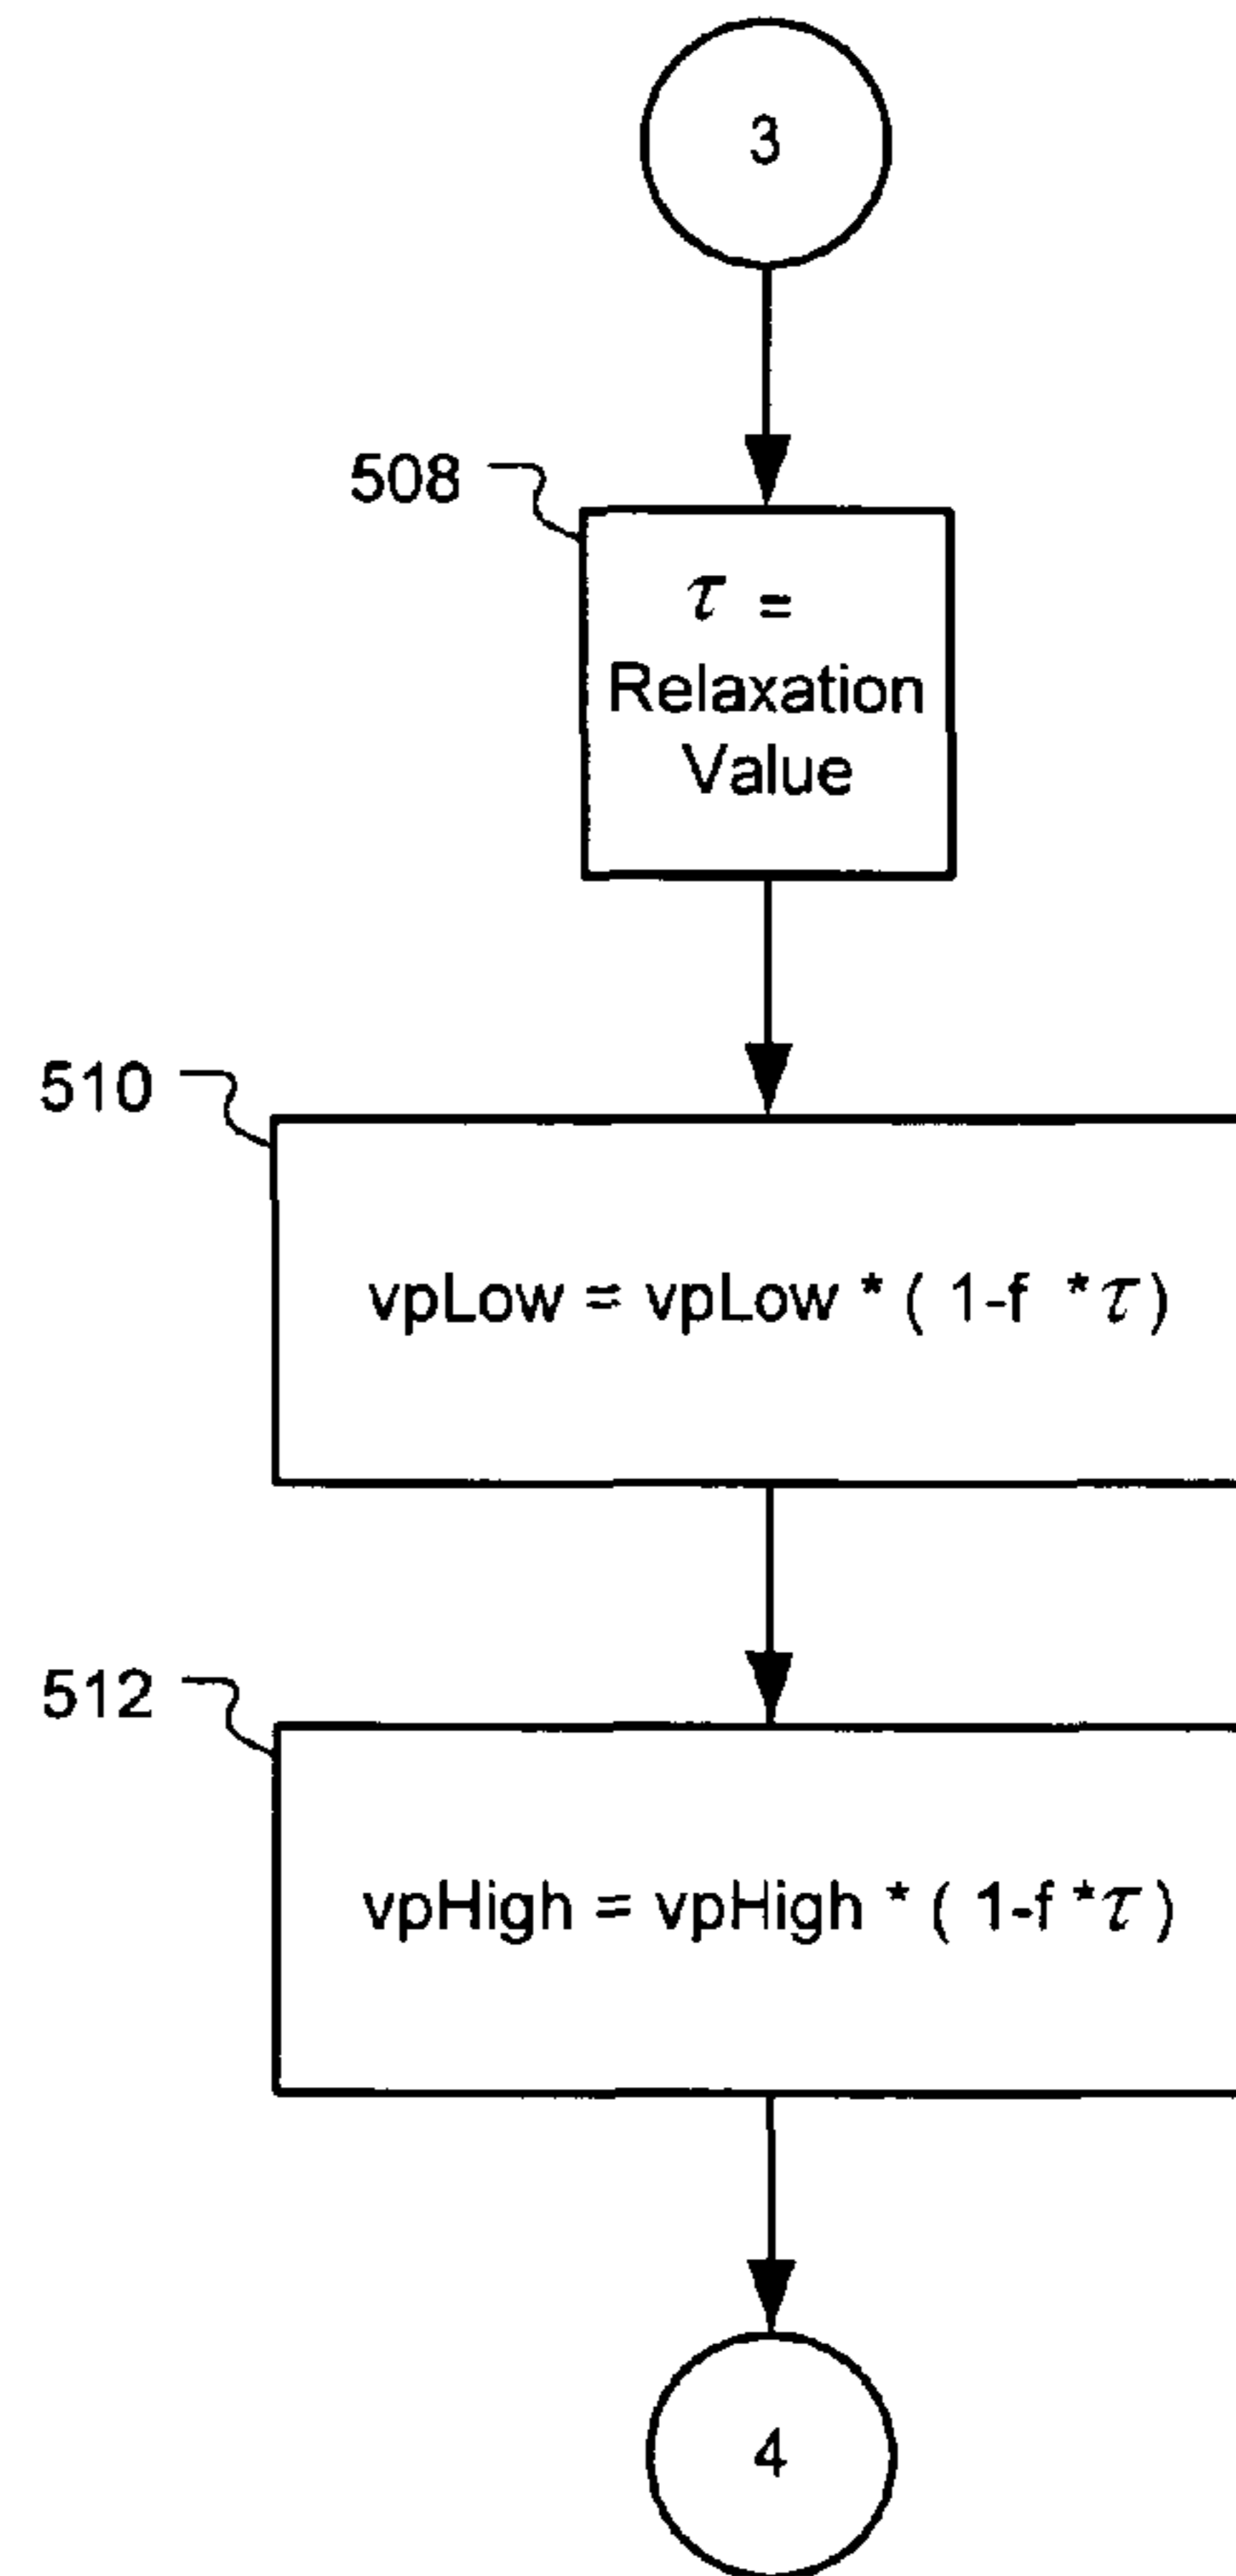 3
508
τ =
Relaxation
Value
510
vpLow = vpLow * ( 1-f * τ )
512
vpHigh = vpHigh * ( 1-f * τ )
4